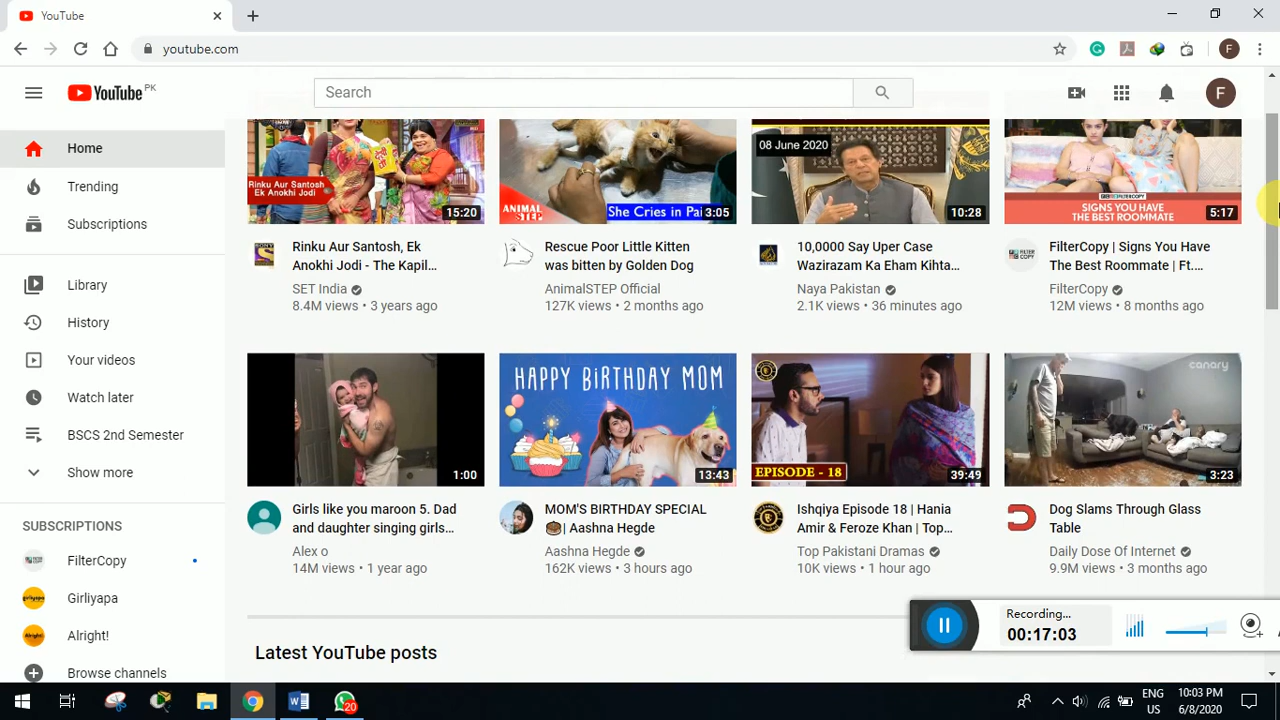 YouTube
youtube.com
F
YouTube PK
Search
F
Home
Trending
Subscriptions
Library
History
Your videos
Watch later
BSCS 2nd Semester
Show more
SUBSCRIPTIONS
FilterCopy
Girliyapa
Alright!
Browse channels
Rinku Aur Santosh
Ek Anokhi Jodi
15:20
ANIMAL STEP
She Cries in Pai
3:05
08 June 2020
10:28
FILTERCOPY
SIGNS YOU HAVE
THE BEST ROOMMATE
5:17
Rinku Aur Santosh, Ek
Anokhi Jodi - The Kapil...
SET India
8.4M views • 3 years ago
Rescue Poor Little Kitten
was bitten by Golden Dog
AnimalSTEP Official
127K views • 2 months ago
10,0000 Say Uper Case
Wazirazam Ka Eham Kihta...
Naya Pakistan
2.1K views • 36 minutes ago
FILTER COPY
FilterCopy | Signs You Have
The Best Roommate | Ft....
FilterCopy
12M views • 8 months ago
1:00
HAPPY BiRTHDAY MOM
13:43
EPISODE - 18
39:49
canary
3:23
Girls like you maroon 5. Dad
and daughter singing girls...
Alex o
14M views • 1 year ago
MOM'S BIRTHDAY SPECIAL
🎂| Aashna Hegde
Aashna Hegde
162K views • 3 hours ago
Ishqiya Episode 18 | Hania
Amir & Feroze Khan | Top...
Top Pakistani Dramas
10K views • 1 hour ago
Dog Slams Through Glass
Table
Daily Dose Of Internet
9.9M views • 3 months ago
Latest YouTube posts
Recording...
00:17:03
20
ENG
US
10:03 PM
6/8/2020